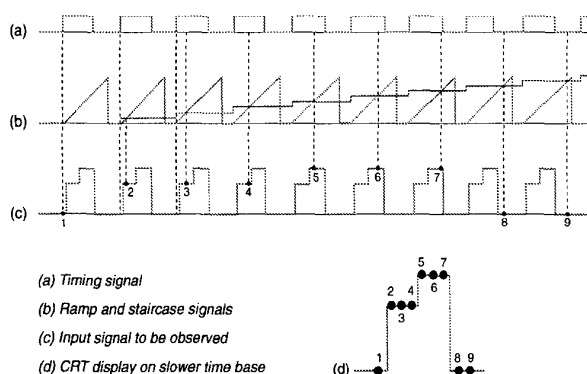 (a)
(b)
2 3 4 5 6 7
(c)
1 8 9
(a) Timing signal
(b) Ramp and staircase signals
(c) Input signal to be observed
(d) CRT display on slower time base
5 7
6
2 4
3
1
(d)
8 9